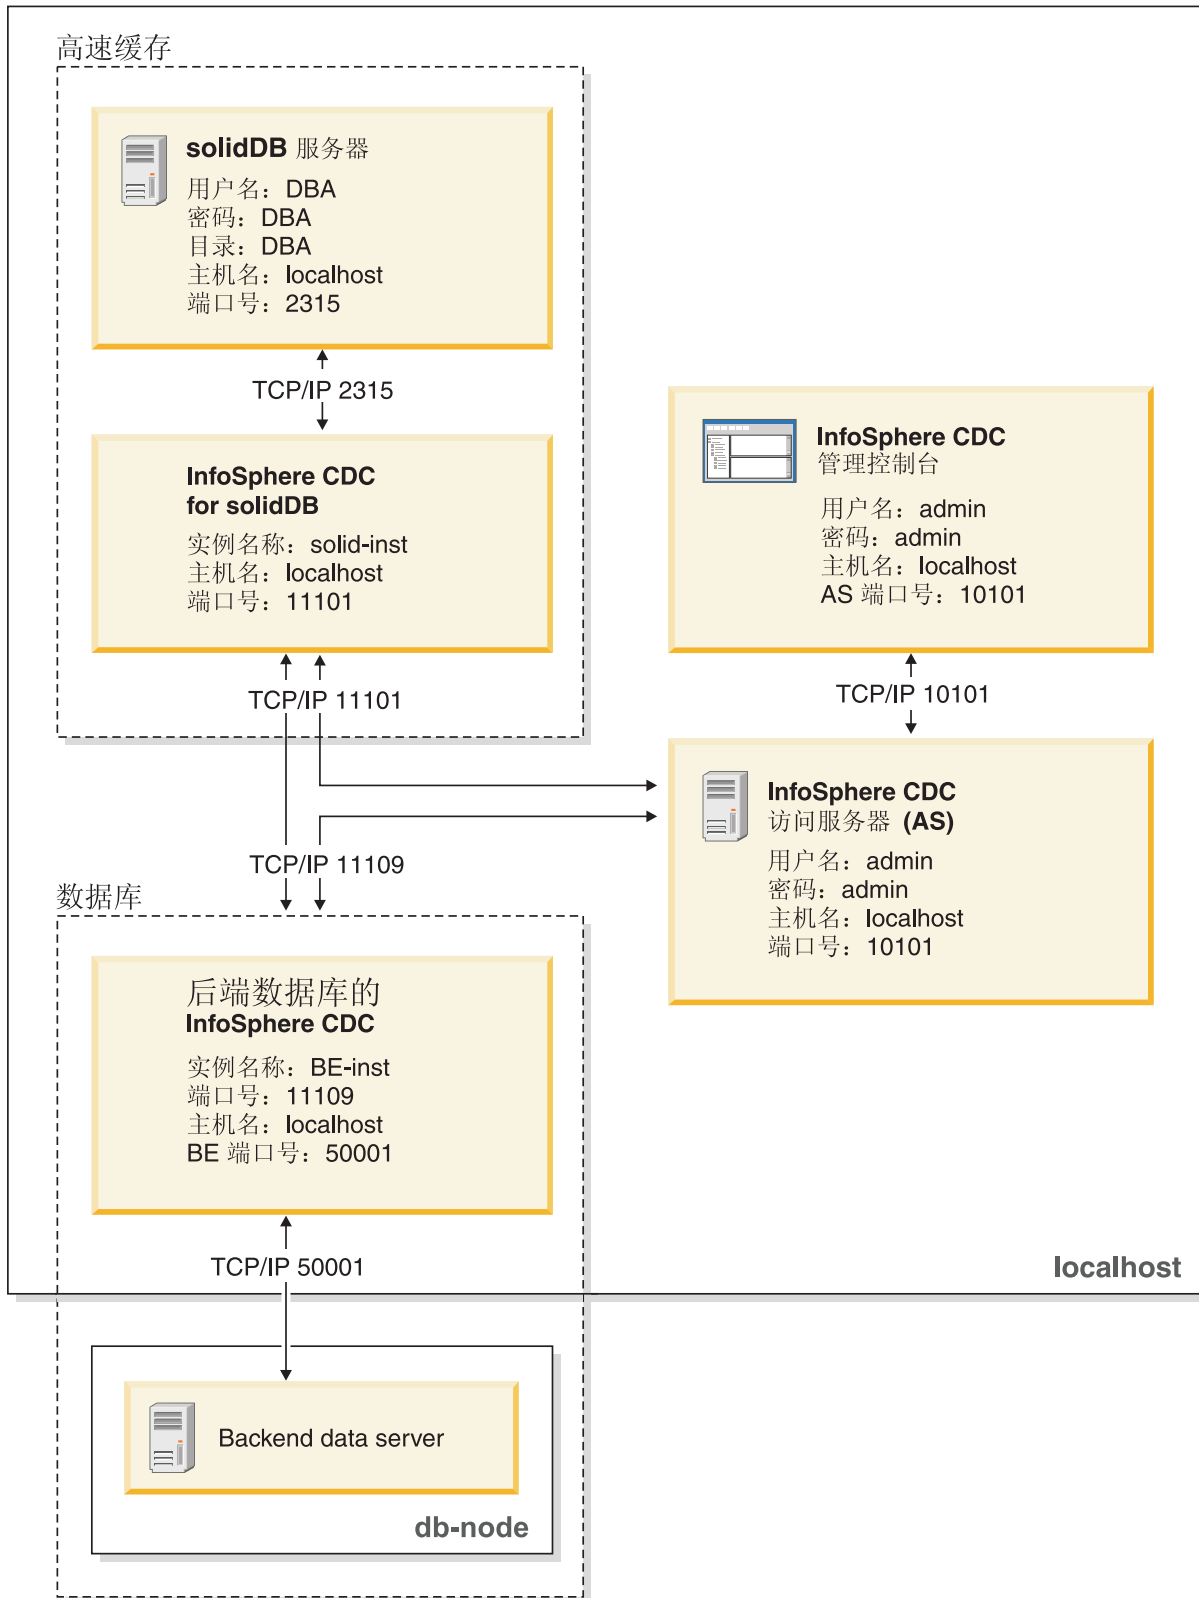 高速缓存
solidDB 服务器
用户名：DBA
密码：DBA
目录：DBA
主机名：localhost
端口号：2315
TCP/IP 2315
InfoSphere CDC
for solidDB
实例名称：solid-inst
主机名：localhost
端口号：11101
TCP/IP 11101
InfoSphere CDC
管理控制台
用户名：admin
密码：admin
主机名：localhost
AS 端口号：10101
TCP/IP 10101
InfoSphere CDC
访问服务器 (AS)
用户名：admin
密码：admin
主机名：localhost
端口号：10101
TCP/IP 11109
数据库
后端数据库的
InfoSphere CDC
实例名称：BE-inst
端口号：11109
主机名：localhost
BE 端口号：50001
TCP/IP 50001
localhost
Backend data server
db-node